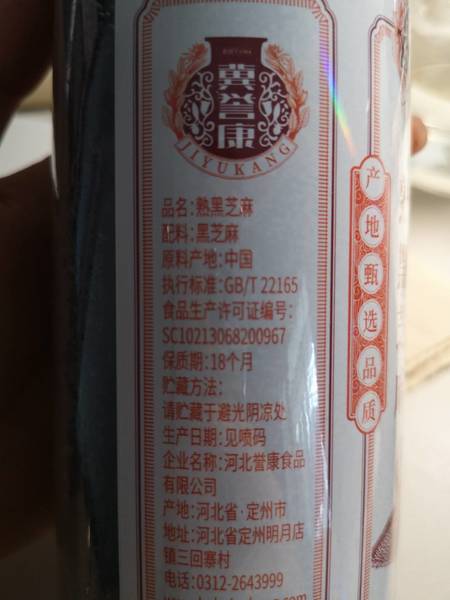 冀誉康
JIYUKANG
品名:熟黑芝麻
配料:黑芝麻
原料产地:中国
执行标准:GB/T 22165
食品生产许可证编号:
SC10213068200967
保质期:18个月
贮藏方法:
请贮藏于避光阴凉处
生产日期:见喷码
企业名称:河北誉康食品
有限公司
产地:河北省·定州市
地址:河北省定州明月店
镇三回寨村
电话:0312-2643999
产地甄选品质